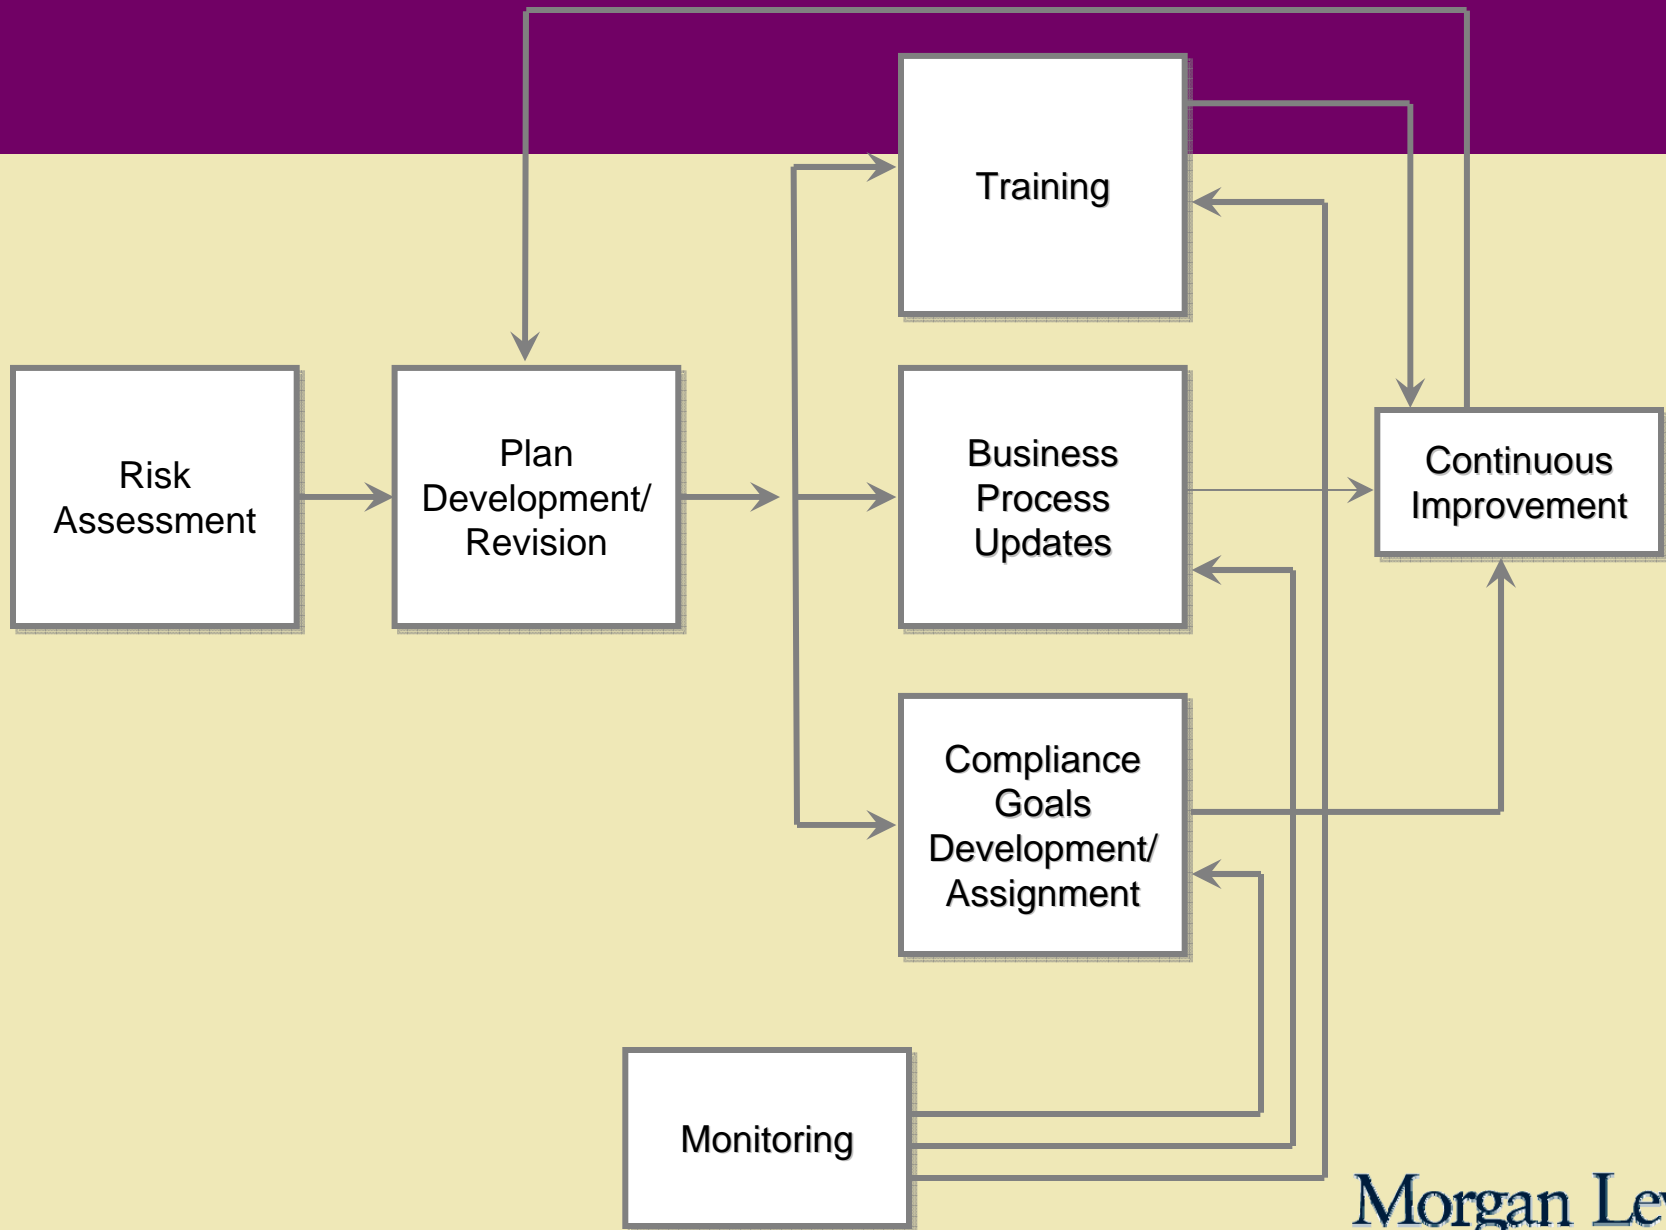 Training
Risk
Assessment
Plan
Development/
Revision
Business
Process
Updates
Continuous
Improvement
Compliance
Goals
Development/
Assignment
Monitoring
Morgan